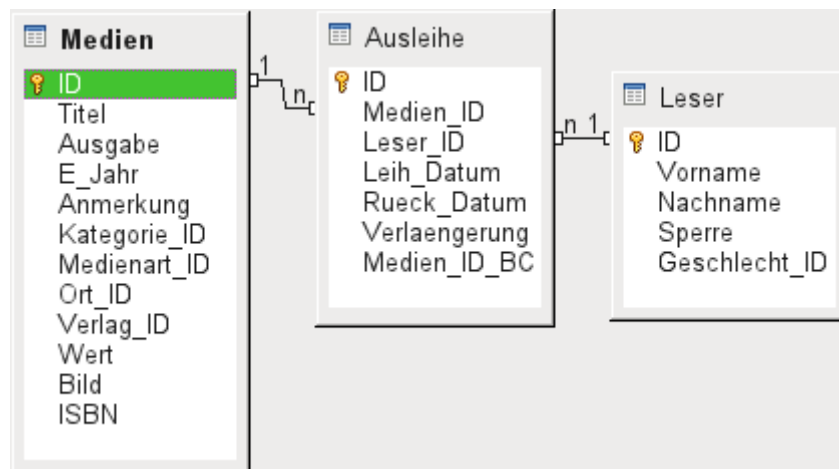 Medien
ID
Titel
Ausgabe
E_Jahr
Anmerkung
Kategorie_ID
Medienart_ID
Ort_ID
Verlag_ID
Wert
Bild
ISBN
1
n
Ausleihe
ID
Medien_ID
Leser_ID
Leih_Datum
Rueck_Datum
Verlaengerung
Medien_ID_BC
n 1
Leser
ID
Vorname
Nachname
Sperre
Geschlecht_ID